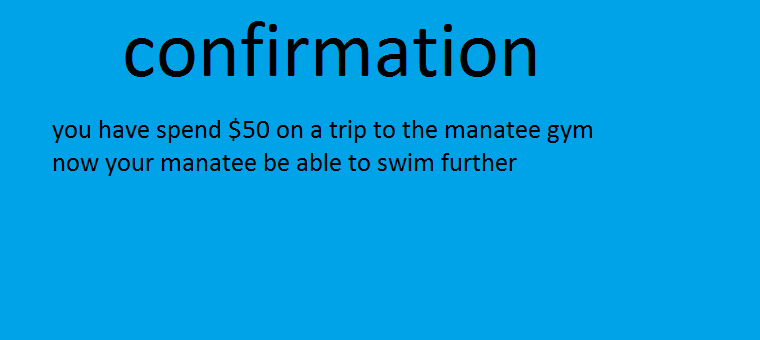 confirmation
you have spend $50 on a trip to the manatee gym
now your manatee be able to swim further